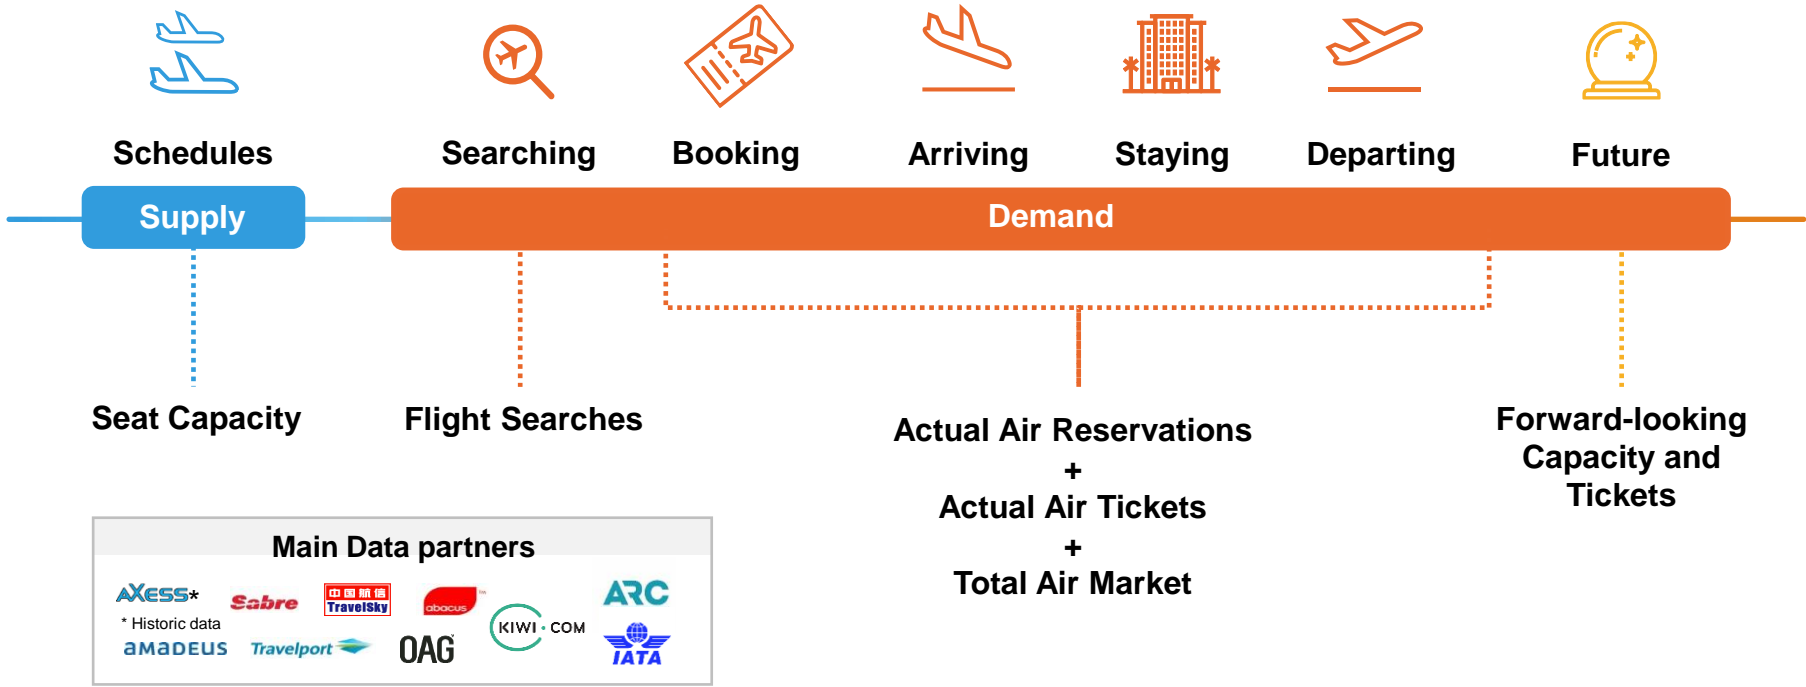 Schedules
Searching
Booking
Arriving
Staying
Departing
Future
Supply
Demand
Seat Capacity
Flight Searches
Actual Air Reservations
+
Actual Air Tickets
+
Total Air Market
Forward-looking
Capacity and
Tickets
Main Data partners
AXESS*
* Historic data
Sabre
中国航信
TravelSky
abacus
KIWI.COM
ARC
amadeus
Travelport
OAG
IATA